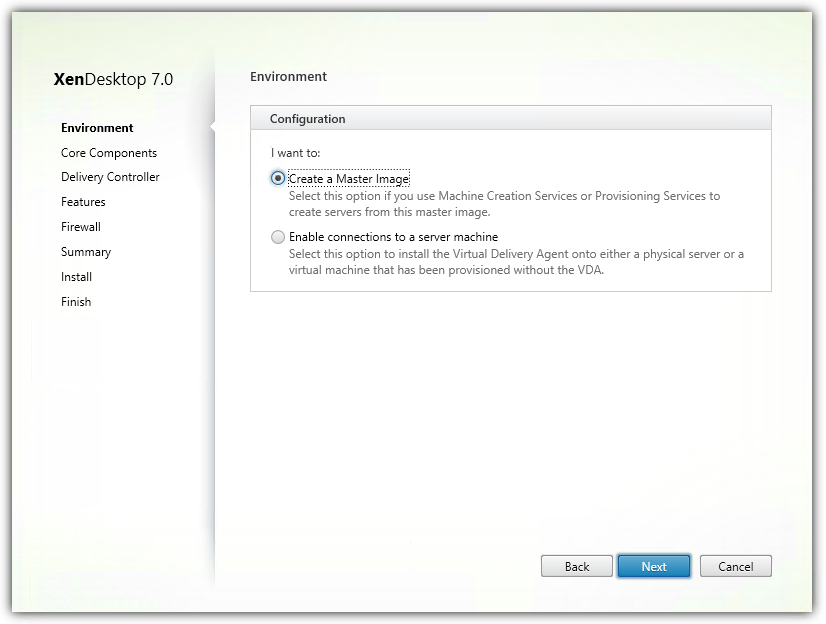 XenDesktop 7.0
Environment
Core Components
Delivery Controller
Features
Firewall
Summary
Install
Finish
Environment
Configuration
I want to:
Create a Master Image
Select this option if you use Machine Creation Services or Provisioning Services to
create servers from this master image.
Enable connections to a server machine
Select this option to install the Virtual Delivery Agent onto either a physical server or a
virtual machine that has been provisioned without the VDA.
Back
Next
Cancel